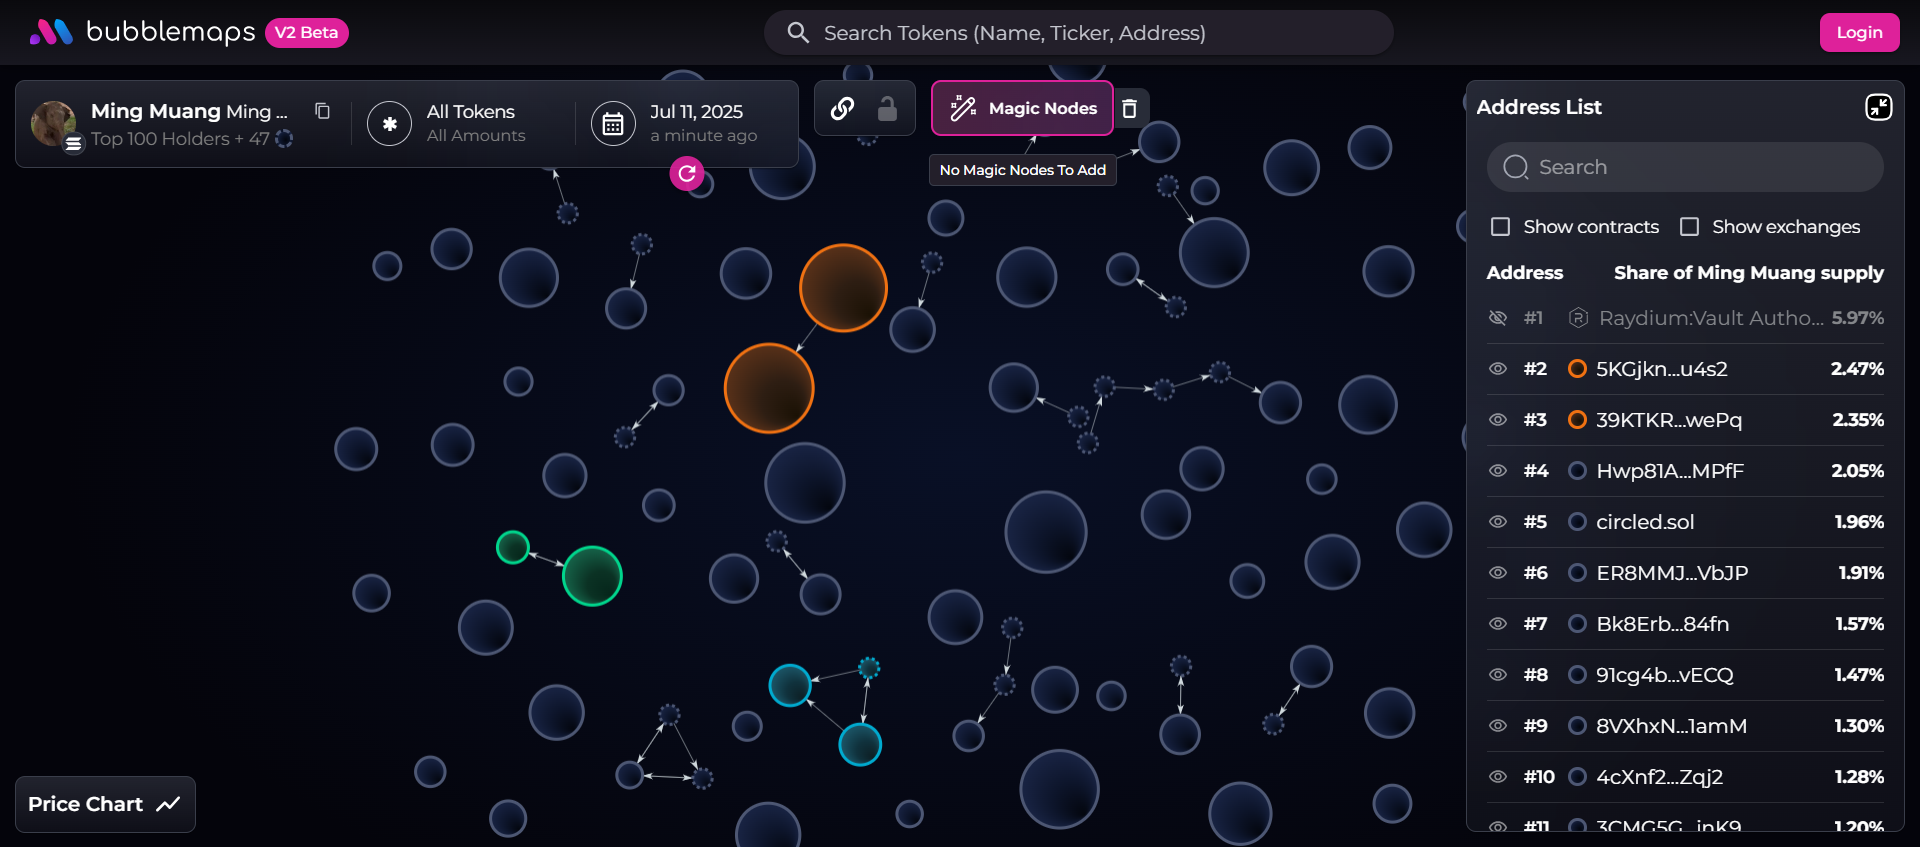 bubblemaps V2 Beta
Search Tokens (Name, Ticker, Address)
Login
Ming Muang Ming ...
Top 100 Holders + 47
All Tokens
All Amounts
Jul 11, 2025
a minute ago
Magic Nodes
No Magic Nodes To Add
Address List
Search
Show contracts Show exchanges
Address Share of Ming Muang supply
#1 Raydium:Vault Autho... 5.97%
#2 5KGjkn...u4s2 2.47%
#3 39KTKR...wePq 2.35%
#4 Hwp81A...MPfF 2.05%
#5 circled.sol 1.96%
#6 ER8MMJ...VbJP 1.91%
#7 Bk8Erb...84fn 1.57%
#8 91cg4b...vECQ 1.47%
#9 8VXhxN...1amM 1.30%
#10 4cXnf2...Zqj2 1.28%
#11 3CMG5G...jnK9 1.20%
Price Chart